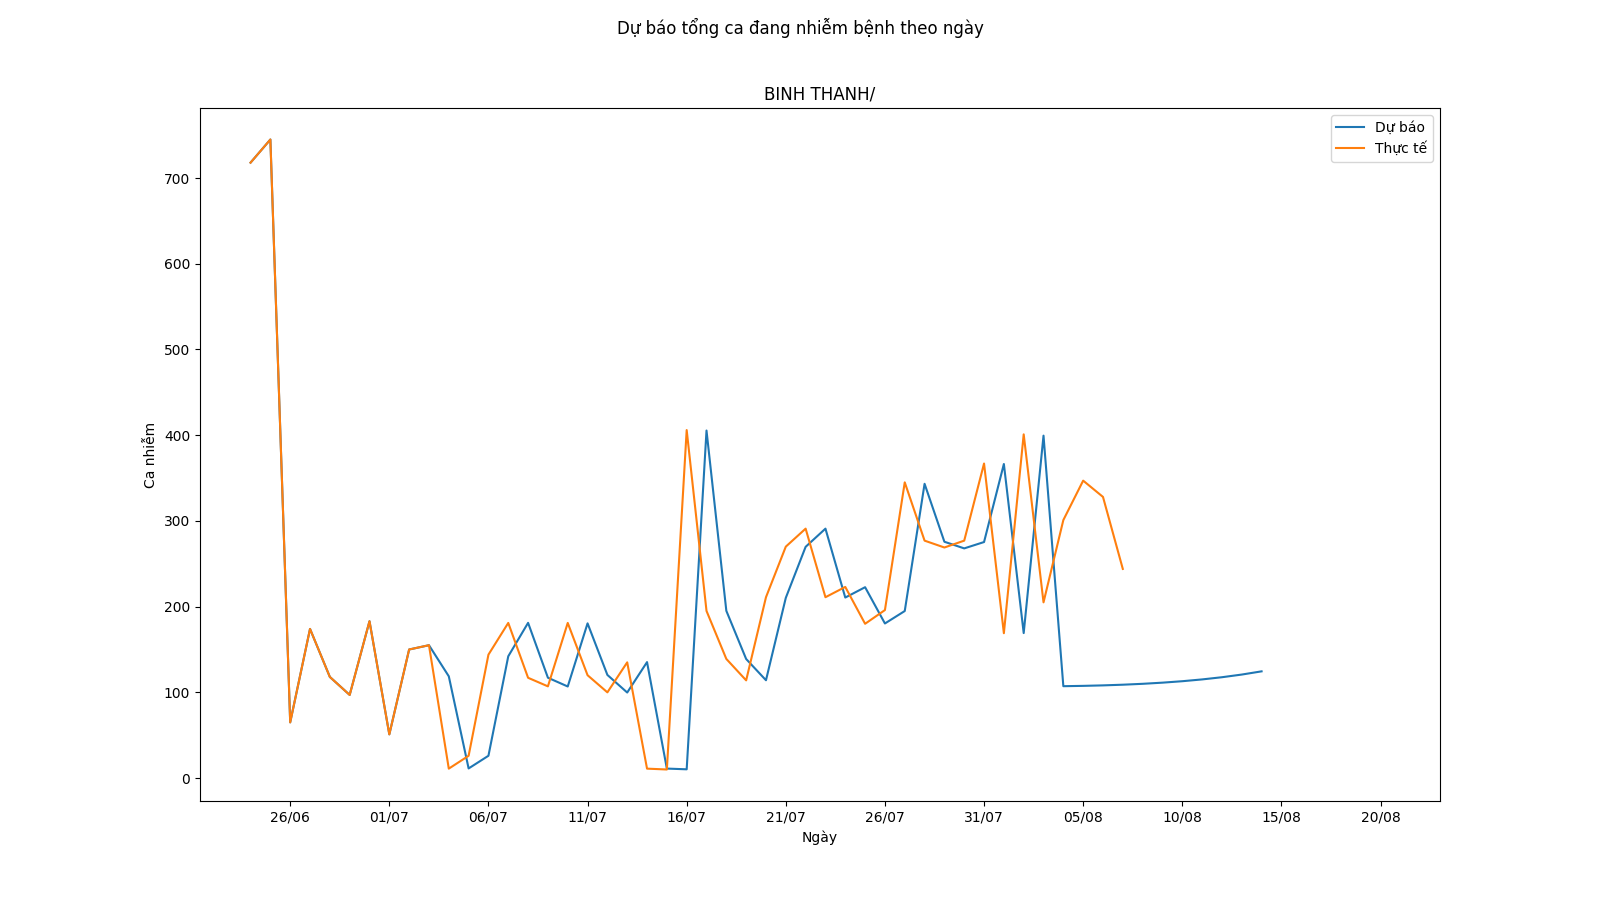 Dự báo tổng ca đang nhiễm bệnh theo ngày
BINH THANH/
Dự báo
Thực tế
700
600
500
400
300
200
100
0
Ca nhiễm
26/06 01/07 06/07 11/07 16/07 21/07 26/07 31/07 05/08 10/08 15/08 20/08
Ngày